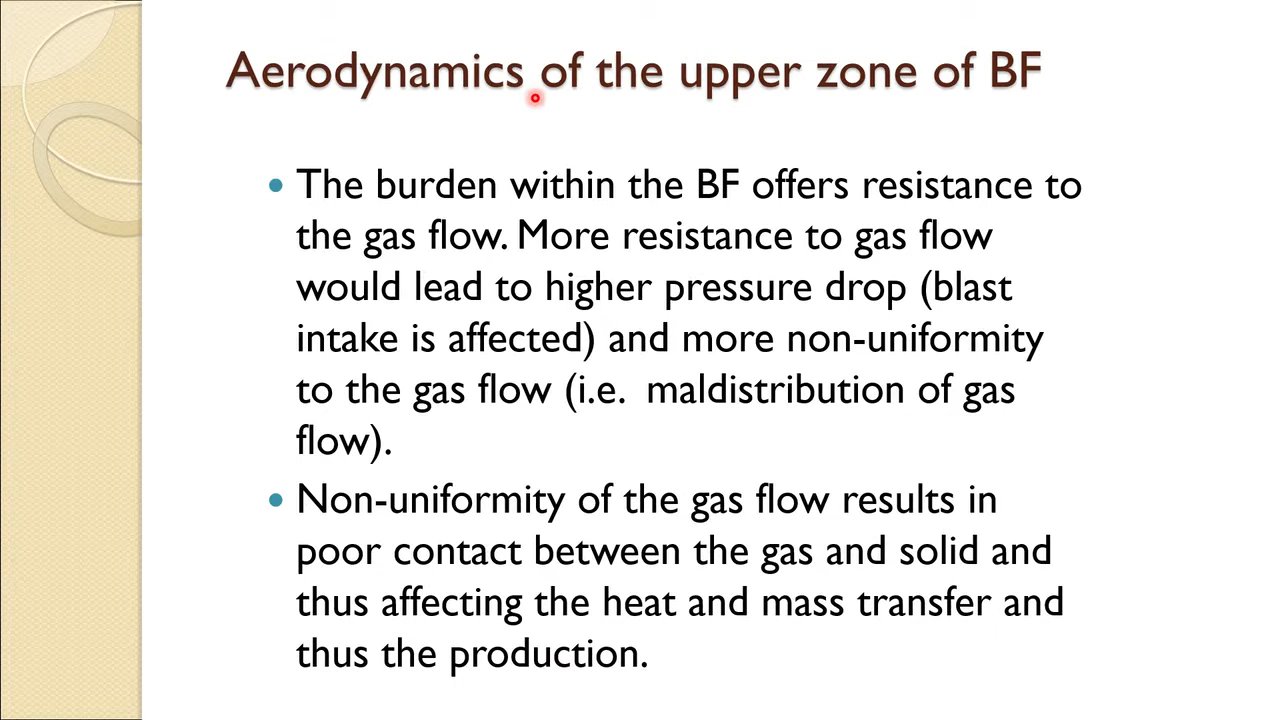 Aerodynamics of the upper zone of BF
• The burden within the BF offers resistance to
the gas flow. More resistance to gas flow
would lead to higher pressure drop (blast
intake is affected) and more non-uniformity
to the gas flow (i.e.  maldistribution of gas
flow).
• Non-uniformity of the gas flow results in
poor contact between the gas and solid and
thus affecting the heat and mass transfer and
thus the production.